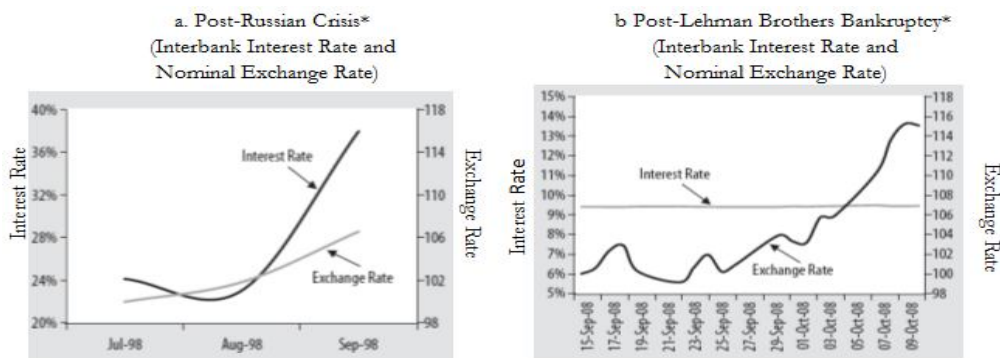 a. Post-Russian Crisis*
(Interbank Interest Rate and
Nominal Exchange Rate)
40%
36%
32%
28%
24%
20%
Interest Rate
118
114
110
106
102
98
Exchange Rate
Interest Rate
Exchange Rate
Jul-98
Aug-98
Sep-98
b Post-Lehman Brothers Bankruptcy*
(Interbank Interest Rate and
Nominal Exchange Rate)
15%
14%
13%
12%
11%
10%
9%
8%
7%
6%
5%
Interest Rate
118
116
114
112
110
108
106
104
102
100
98
Exchange Rate
Interest Rate
Exchange Rate
15-Sep-08
17-Sep-08
19-Sep-08
21-Sep-08
23-Sep-08
25-Sep-08
27-Sep-08
29-Sep-08
01-Oct-08
03-Oct-08
05-Oct-08
07-Oct-08
09-Oct-08